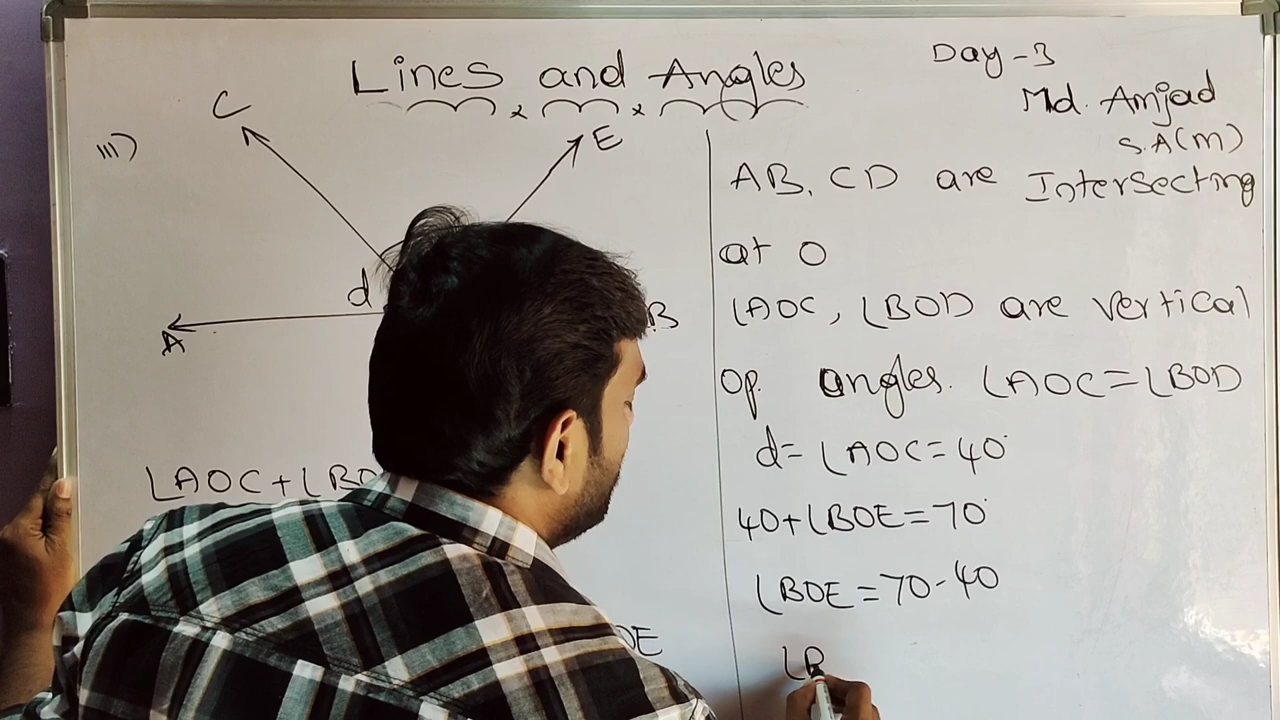 Lines and Angles
Day-3
Md. Amjad
S.A(M)
III)
C
E
d
A
B
∠AOC+∠BO
OE
AB, CD are Intersecting
at O
∠AOC, ∠BOD are vertical
op. angles. ∠AOC=∠BOD
d=∠AOC=40°
40+∠BOE=70°
∠BOE=70-40
∠B